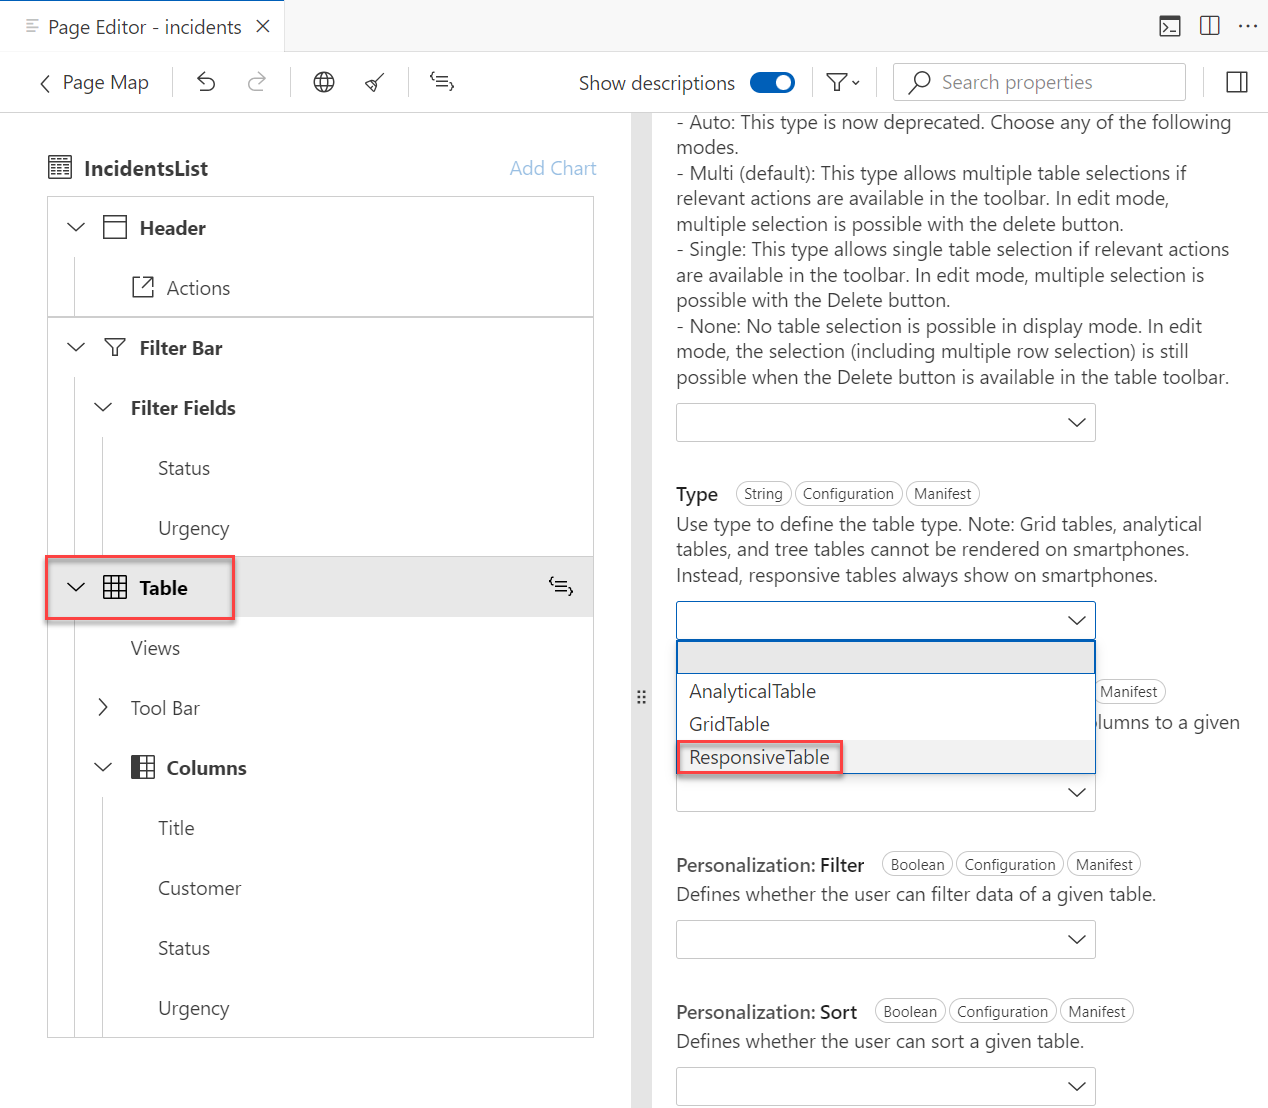 Page Editor - incidents
Page Map
Show descriptions
Search properties
IncidentsList
Add Chart
Header
Actions
Filter Bar
Filter Fields
Status
Urgency
Table
Views
Tool Bar
Columns
Title
Customer
Status
Urgency
- Auto: This type is now deprecated. Choose any of the following
modes.
- Multi (default): This type allows multiple table selections if
relevant actions are available in the toolbar. In edit mode,
multiple selection is possible with the delete button.
- Single: This type allows single table selection if relevant actions
are available in the toolbar. In edit mode, multiple selection is
possible with the Delete button.
- None: No table selection is possible in display mode. In edit
mode, the selection (including multiple row selection) is still
possible when the Delete button is available in the table toolbar.
Type String Configuration Manifest
Use type to define the table type. Note: Grid tables, analytical
tables, and tree tables cannot be rendered on smartphones.
Instead, responsive tables always show on smartphones.
AnalyticalTable
GridTable
ResponsiveTable
Manifest
lumns to a given
Personalization: Filter Boolean Configuration Manifest
Defines whether the user can filter data of a given table.
Personalization: Sort Boolean Configuration Manifest
Defines whether the user can sort a given table.